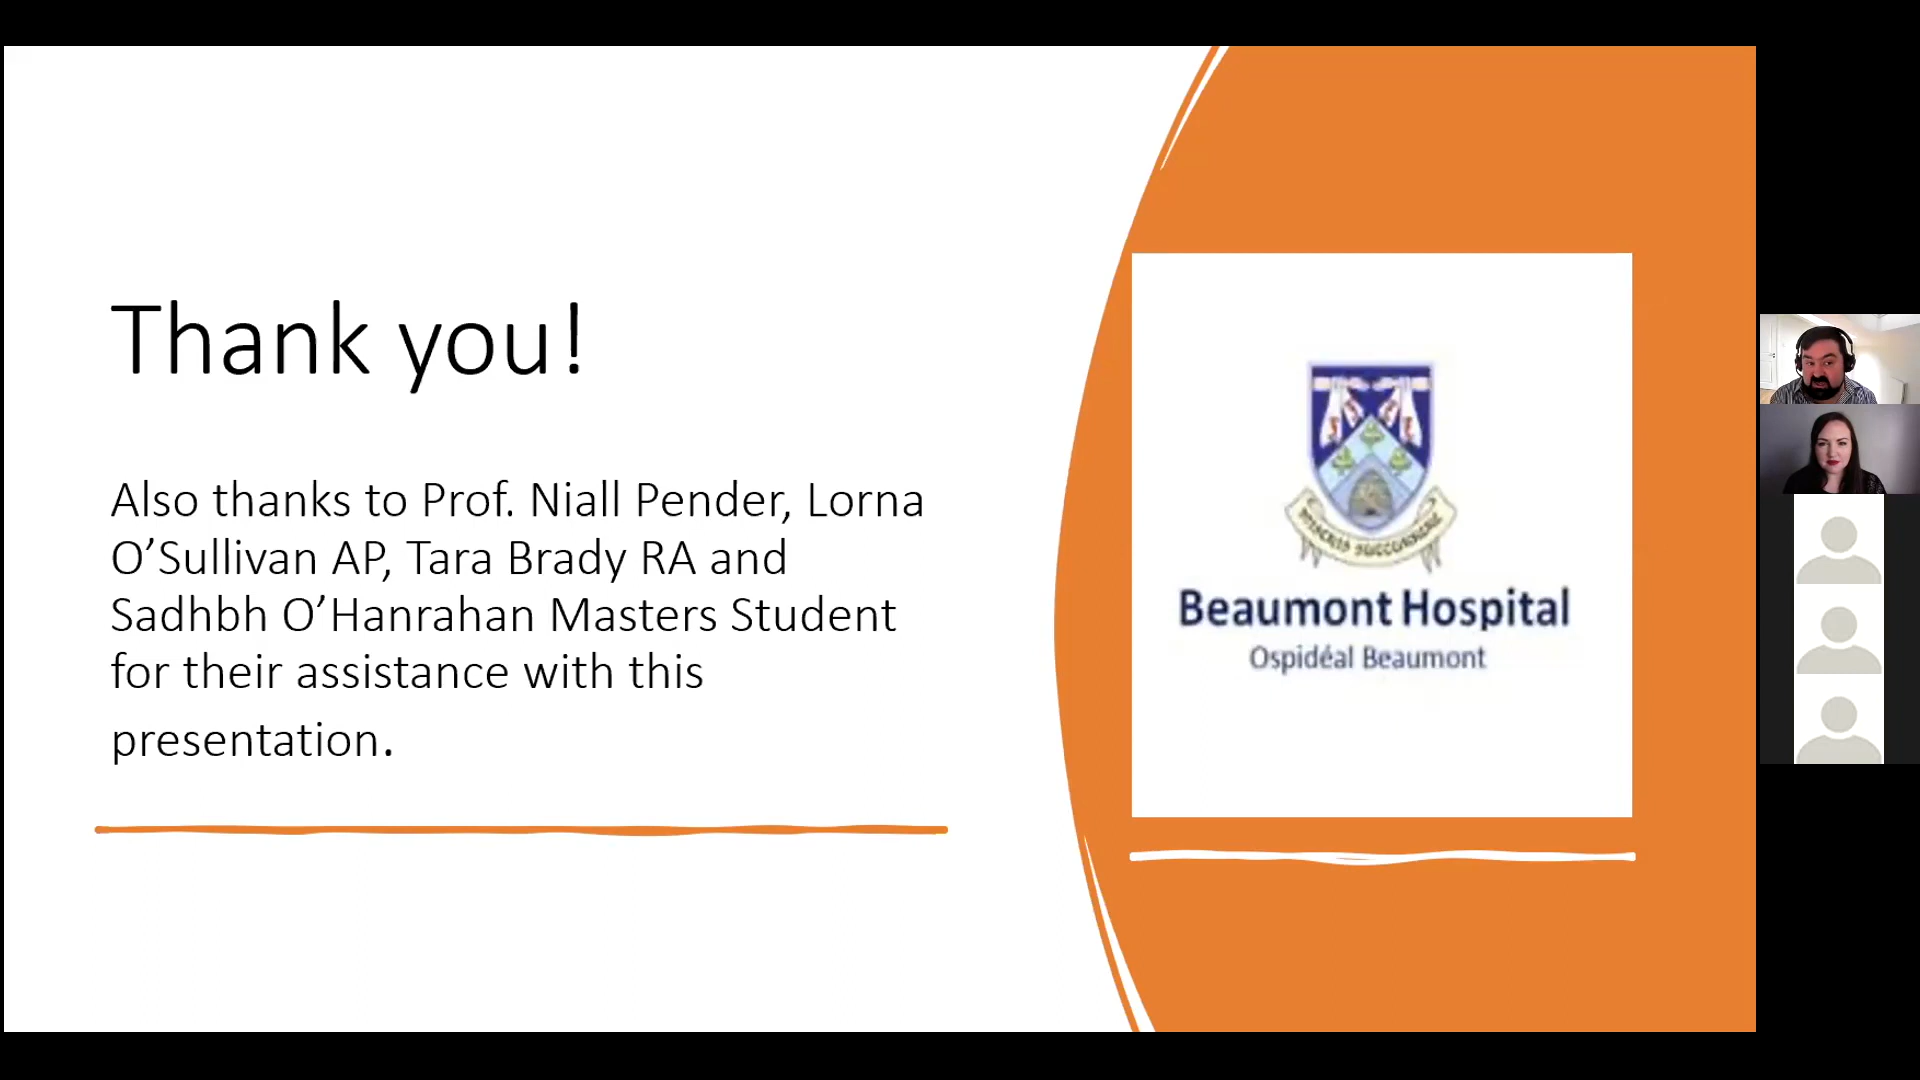 Thank you!
Also thanks to Prof. Niall Pender, Lorna
O’Sullivan AP, Tara Brady RA and
Sadhbh O’Hanrahan Masters Student
for their assistance with this
presentation.
Beaumont Hospital
Ospidéal Beaumont